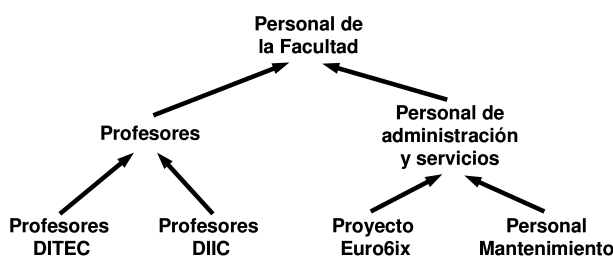 Personal de
la Facultad
Profesores
Personal de
administración
y servicios
Profesores
DITEC
Profesores
DIIC
Proyecto
Euro6ix
Personal
Mantenimiento